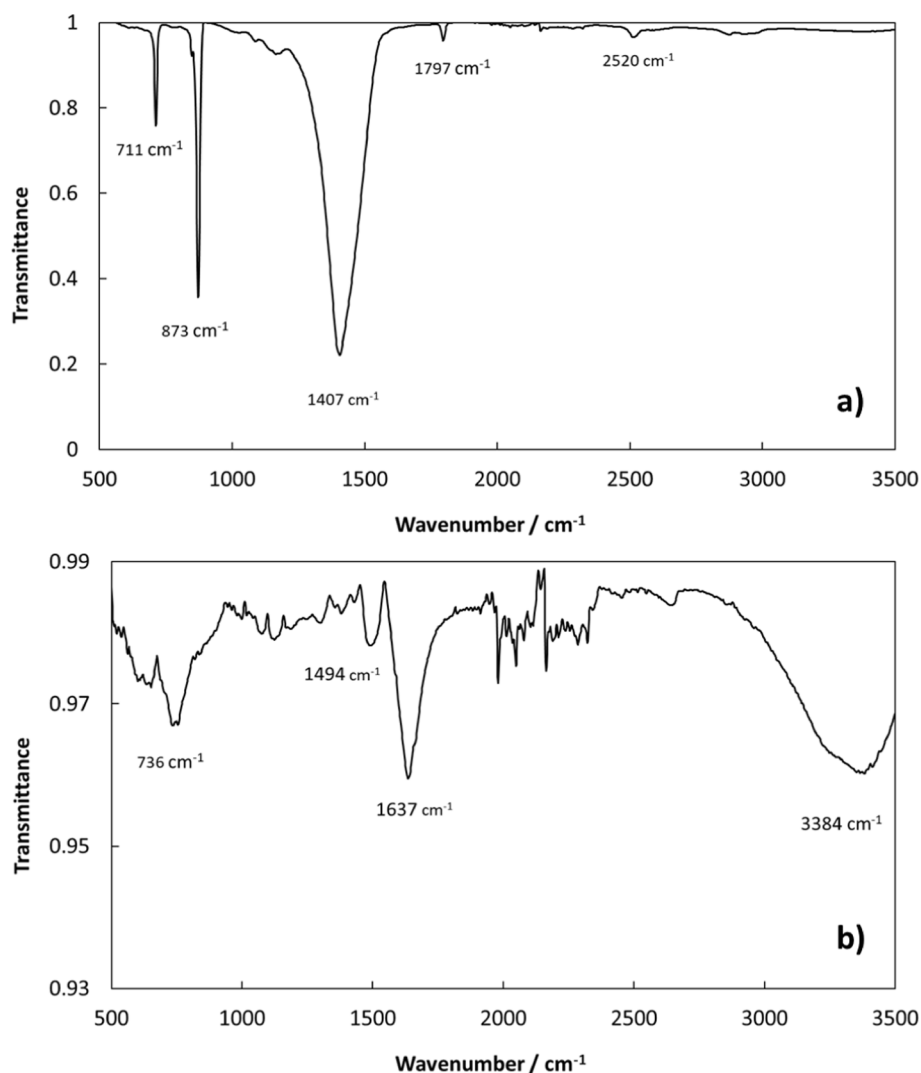 1
0.8
0.6
0.4
0.2
0
Transmittance
711 cm⁻¹
873 cm⁻¹
1407 cm⁻¹
1797 cm⁻¹
2520 cm⁻¹
a)
500 1000 1500 2000 2500 3000 3500
Wavenumber / cm⁻¹
0.99
0.97
0.95
0.93
Transmittance
736 cm⁻¹
1494 cm⁻¹
1637 cm⁻¹
3384 cm⁻¹
b)
500 1000 1500 2000 2500 3000 3500
Wavenumber / cm⁻¹